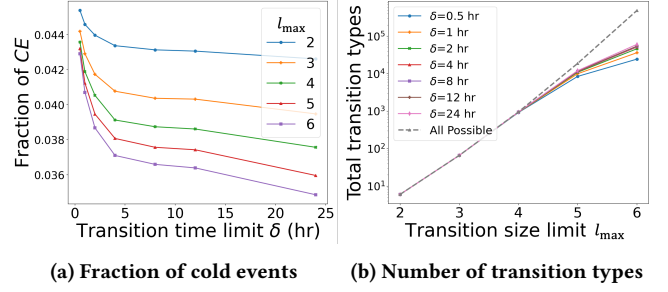 Fraction of CE
0.044
0.042
0.040
0.038
0.036
l_max
2
3
4
5
6
0 5 10 15 20 25
Transition time limit δ (hr)
(a) Fraction of cold events
Total transition types
10^5
10^4
10^3
10^2
10^1
δ=0.5 hr
δ=1 hr
δ=2 hr
δ=4 hr
δ=8 hr
δ=12 hr
δ=24 hr
All Possible
2 3 4 5 6
Transition size limit l_max
(b) Number of transition types